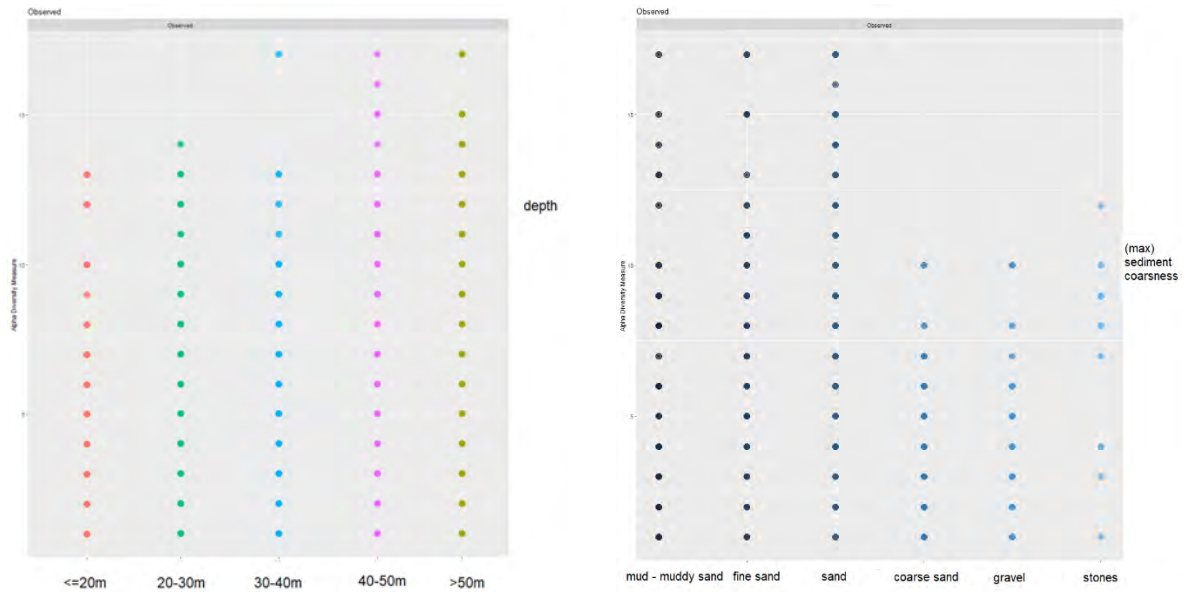 Observed
Observed
15
10
5
Alpha Diversity Measure
<=20m
20-30m
30-40m
40-50m
>50m
depth
Observed
Observed
15
10
5
Alpha Diversity Measure
mud - muddy sand
fine sand
sand
coarse sand
gravel
stones
(max)
sediment
coarsness